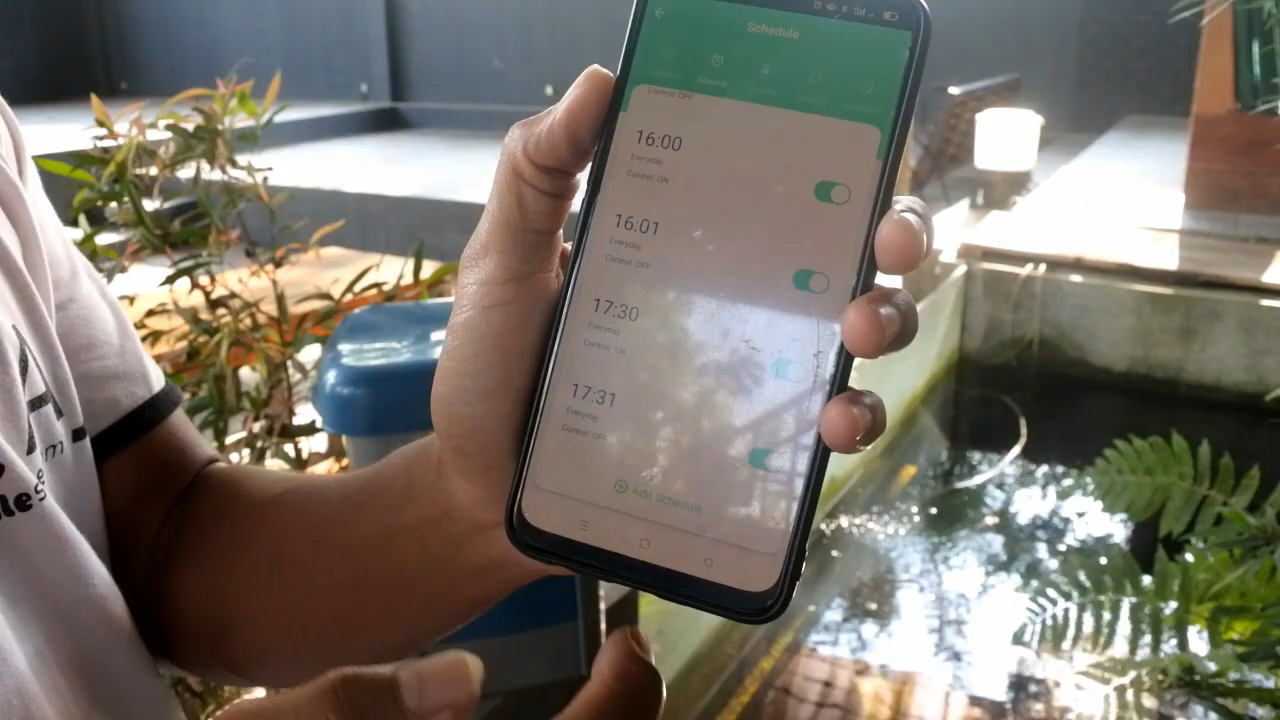 Schedule
Schedule
Control: OFF
16:00
Everyday
Control: ON
16:01
Everyday
Control: OFF
17:30
Everyday
Control: ON
17:31
Everyday
Control: OFF
Add Schedule